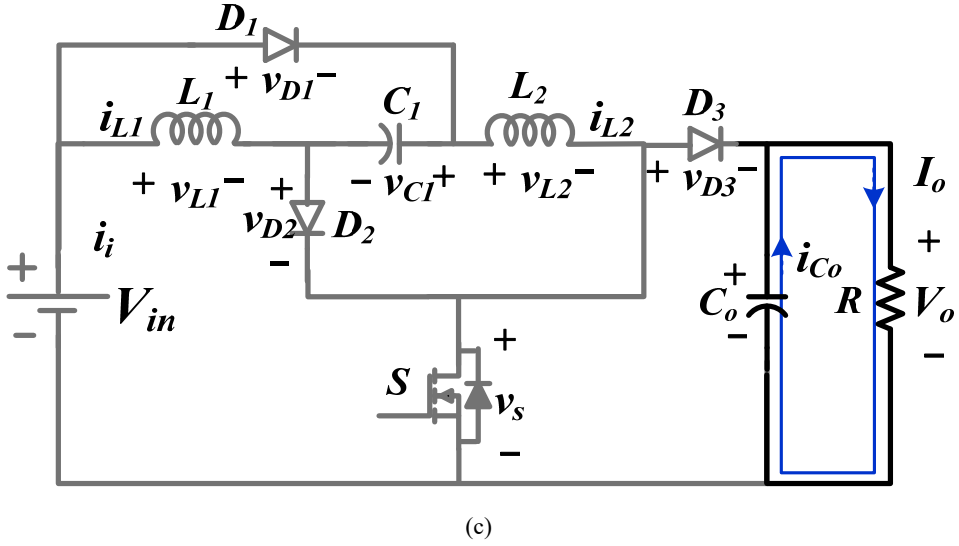 D1
+ vD1 −
L1
C1
L2
D3
iL1
iL2
+ vL1 −
− vC1 +
+ vL2 −
+ vD3 −
+
vD2
−
D2
ii
+
Vin
−
Io
+
Vo
−
iCo
+
Co
−
R
S
+
vs
−
(c)